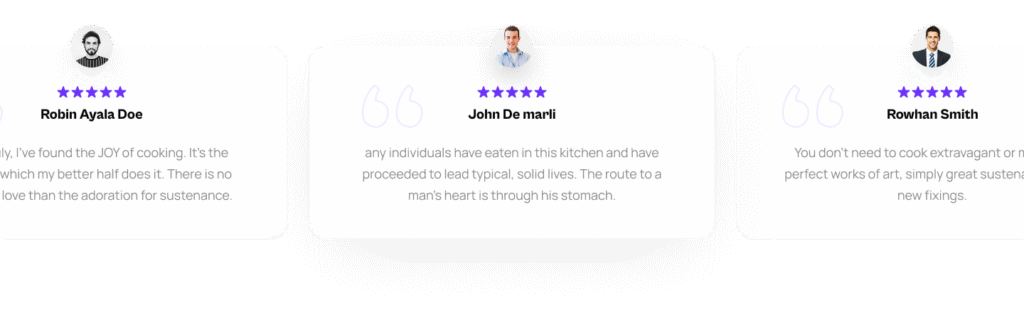 Robin Ayala Doe
I've found the JOY of cooking. It's the
which my better half does it. There is no
love than the adoration for sustenance.
John De marli
any individuals have eaten in this kitchen and have
proceeded to lead typical, solid lives. The route to a
man's heart is through his stomach.
Rowhan Smith
You don't need to cook extravagant or
perfect works of art, simply great
new fixings.